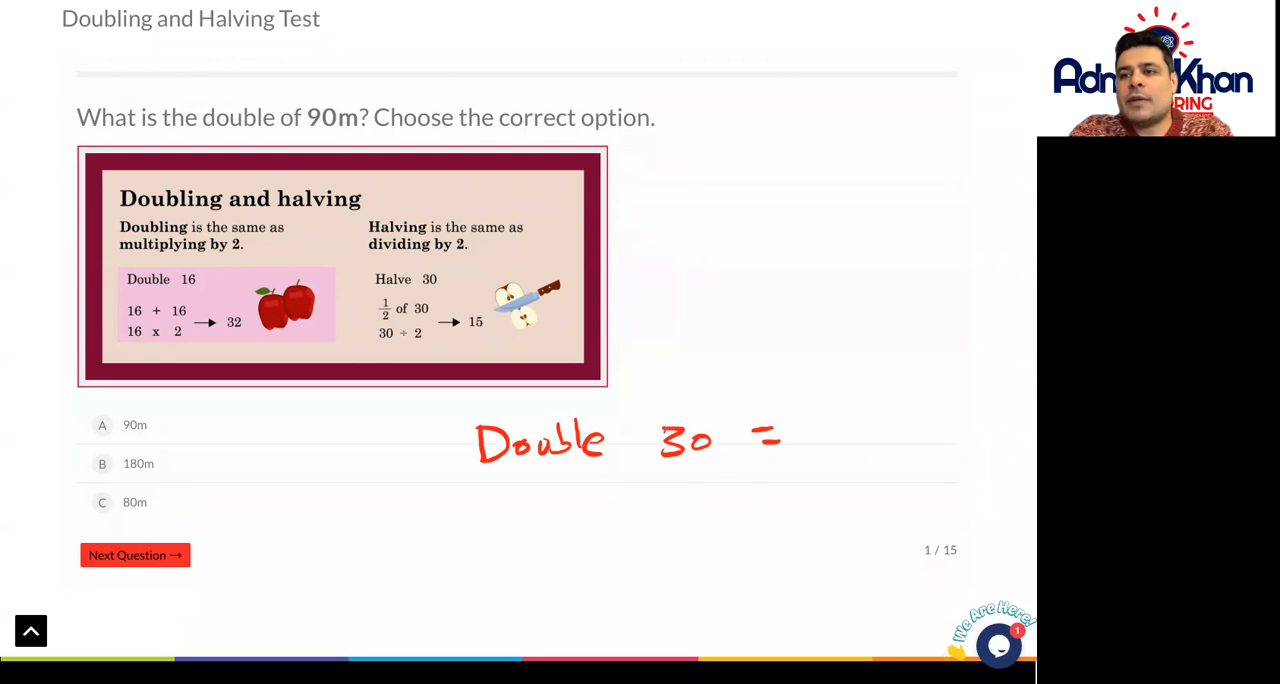 Doubling and Halving Test
What is the double of 90m? Choose the correct option.
Doubling and halving
Doubling is the same as
multiplying by 2.
Double 16
16 + 16
16 x 2
32
Halving is the same as
dividing by 2.
Halve 30
1/2 of 30
30 ÷ 2
15
A 90m
B 180m
C 80m
Double 30 =
Next Question →
1 / 15
We Are Here!
1
Khan